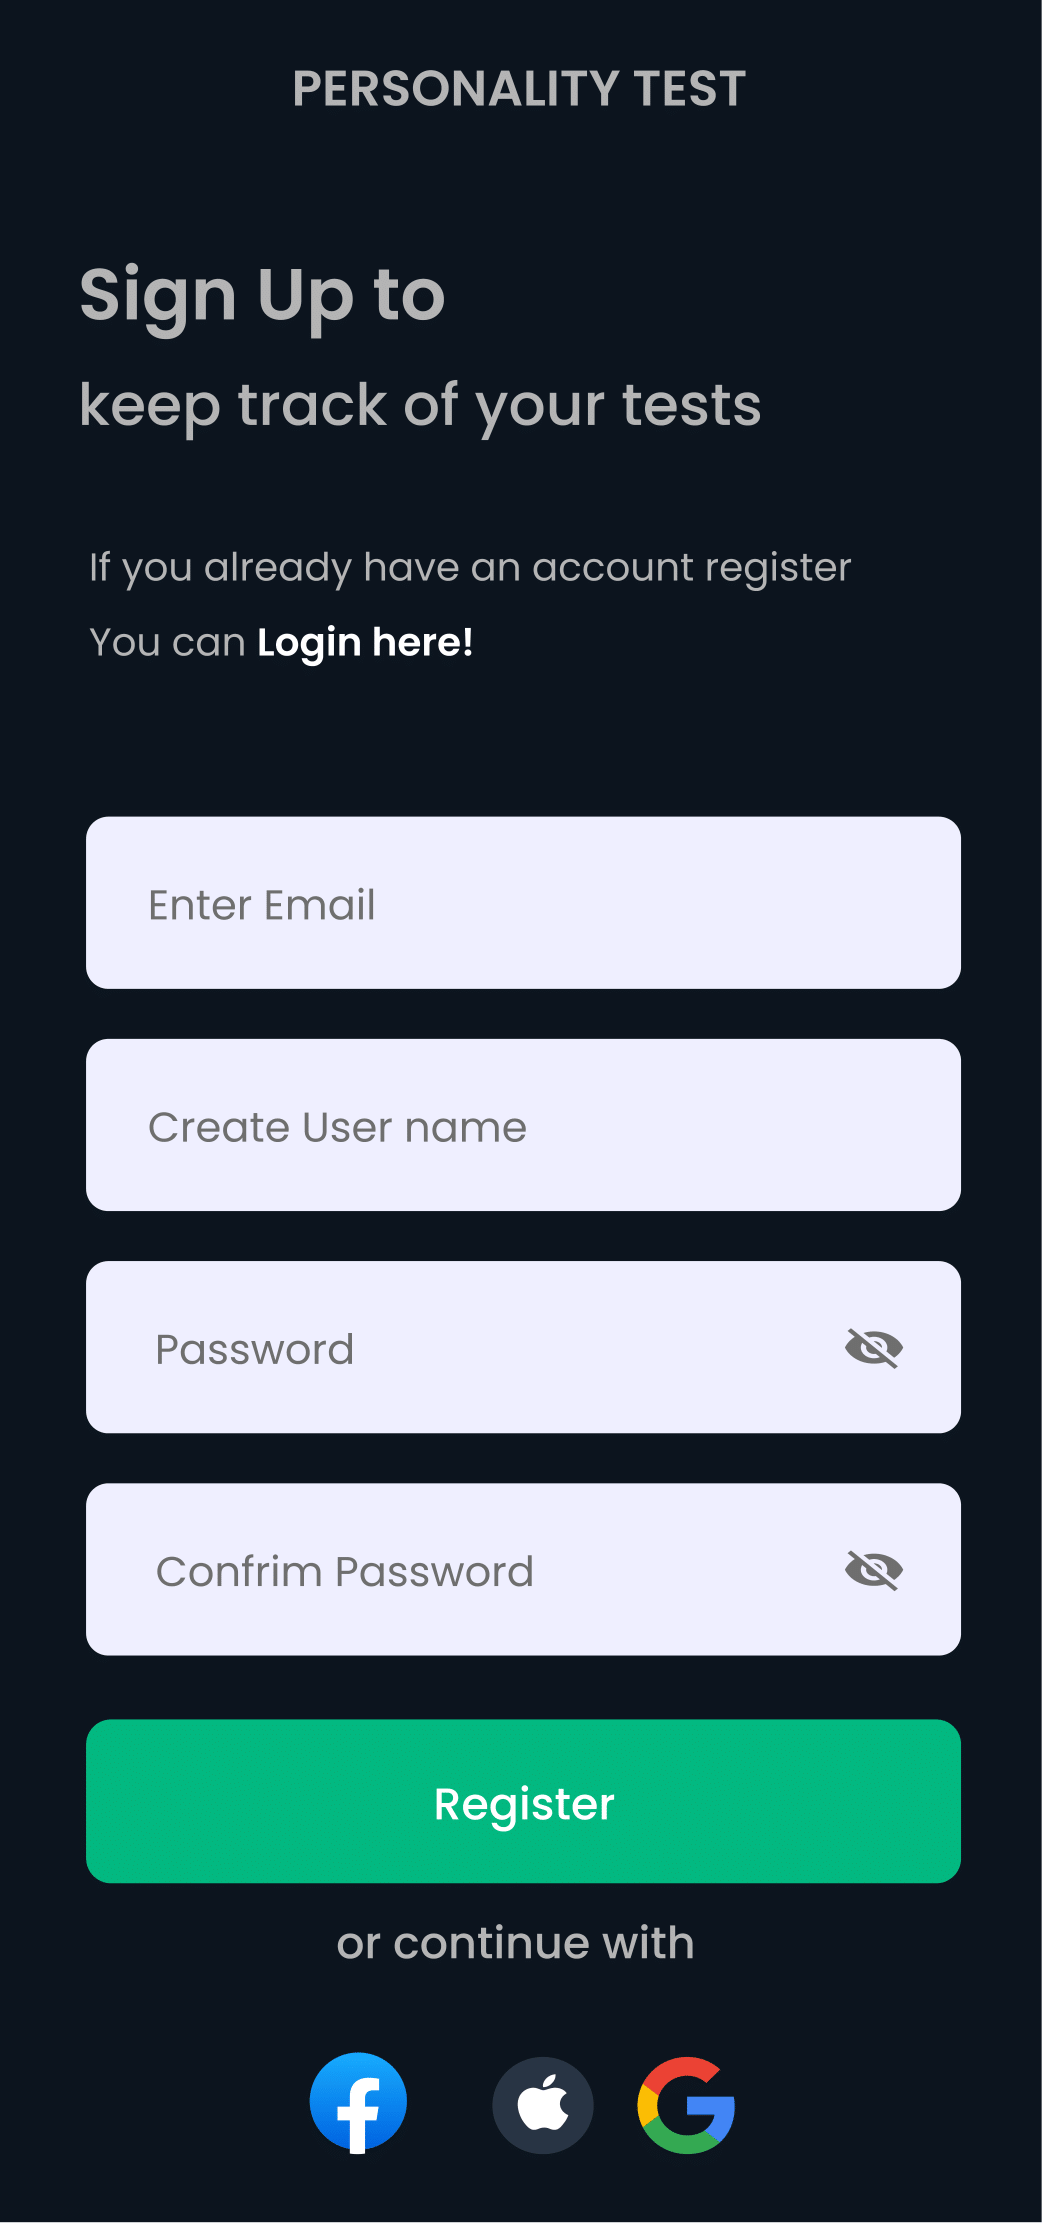 PERSONALITY TEST
Sign Up to
keep track of your tests
If you already have an account register
You can Login here!
Enter Email
Create User name
Password
Confrim Password
Register
or continue with